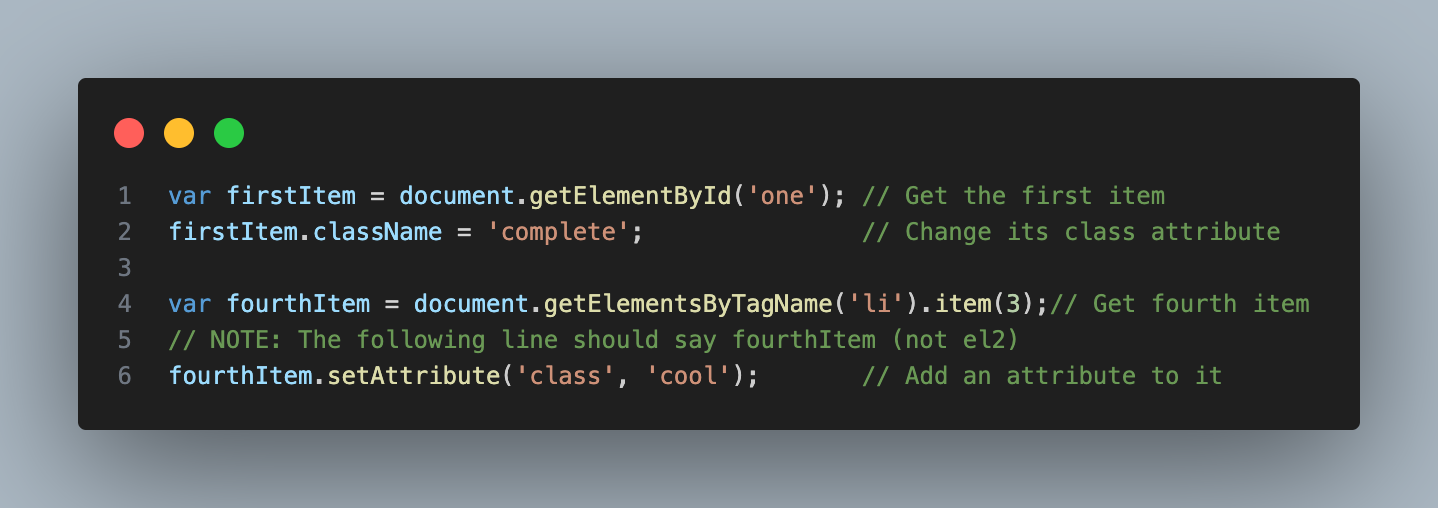 1 var firstItem = document.getElementById('one'); // Get the first item
2 firstItem.className = 'complete';               // Change its class attribute
3
4 var fourthItem = document.getElementsByTagName('li').item(3);// Get fourth item
5 // NOTE: The following line should say fourthItem (not el2)
6 fourthItem.setAttribute('class', 'cool');       // Add an attribute to it